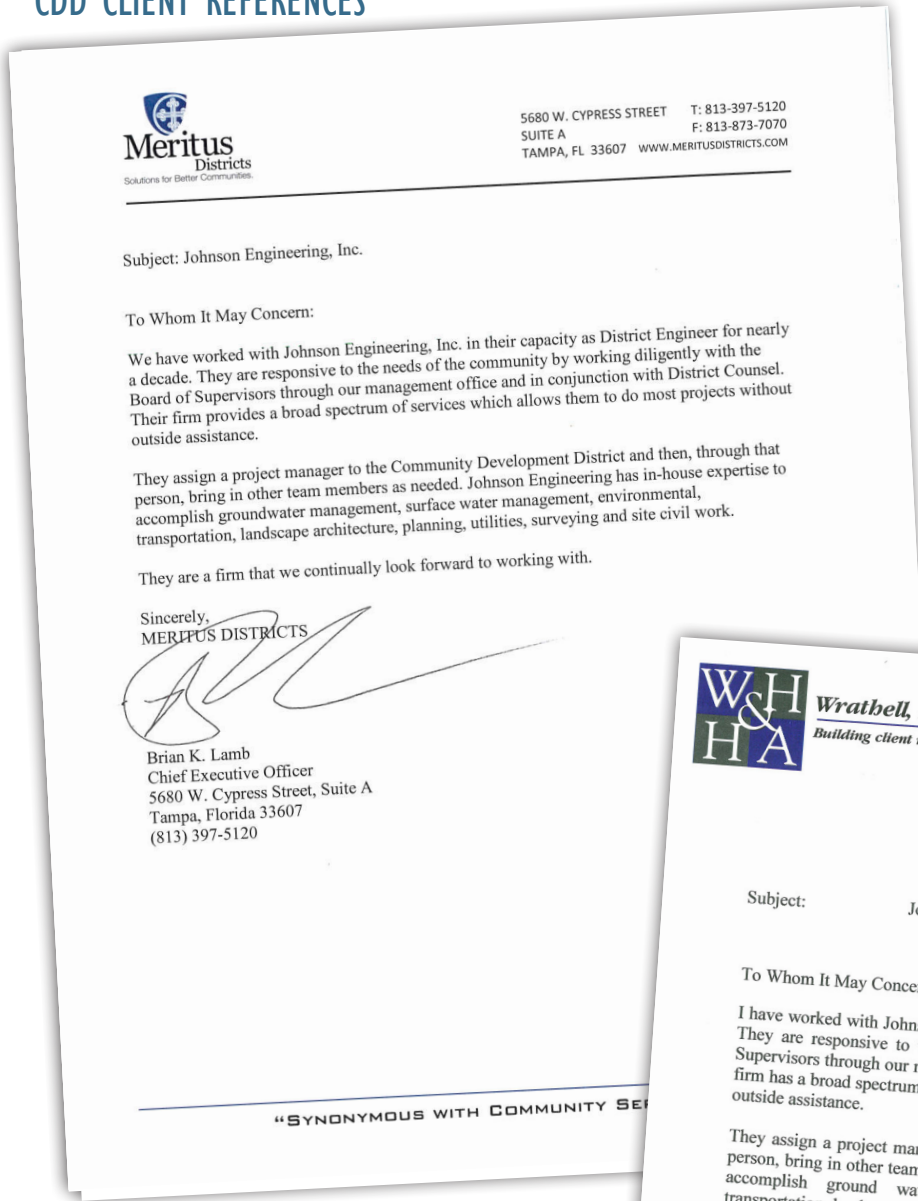 CDD CLIENT REFERENCES
Meritus
Districts
Solutions for Better Communities.
5680 W. CYPRESS STREET T: 813-397-5120
SUITE A F: 813-873-7070
TAMPA, FL 33607 WWW.MERITUSDISTRICTS.COM
Subject: Johnson Engineering, Inc.
To Whom It May Concern:
We have worked with Johnson Engineering, Inc. in their capacity as District Engineer for nearly
a decade. They are responsive to the needs of the community by working diligently with the
Board of Supervisors through our management office and in conjunction with District Counsel.
Their firm provides a broad spectrum of services which allows them to do most projects without
outside assistance.
They assign a project manager to the Community Development District and then, through that
person, bring in other team members as needed. Johnson Engineering has in-house expertise to
accomplish groundwater management, surface water management, environmental,
transportation, landscape architecture, planning, utilities, surveying and site civil work.
They are a firm that we continually look forward to working with.
Sincerely,
MERITUS DISTRICTS
Brian K. Lamb
Chief Executive Officer
5680 W. Cypress Street, Suite A
Tampa, Florida 33607
(813) 397-5120
"SYNONYMOUS WITH COMMUNITY
W H
&
H A
Wrathell,
Building client
Subject:
To Whom It May
I have worked with
They are responsive to
Supervisors through our
firm has a broad spectrum
outside assistance.
They assign a project
person, bring in other
accomplish ground